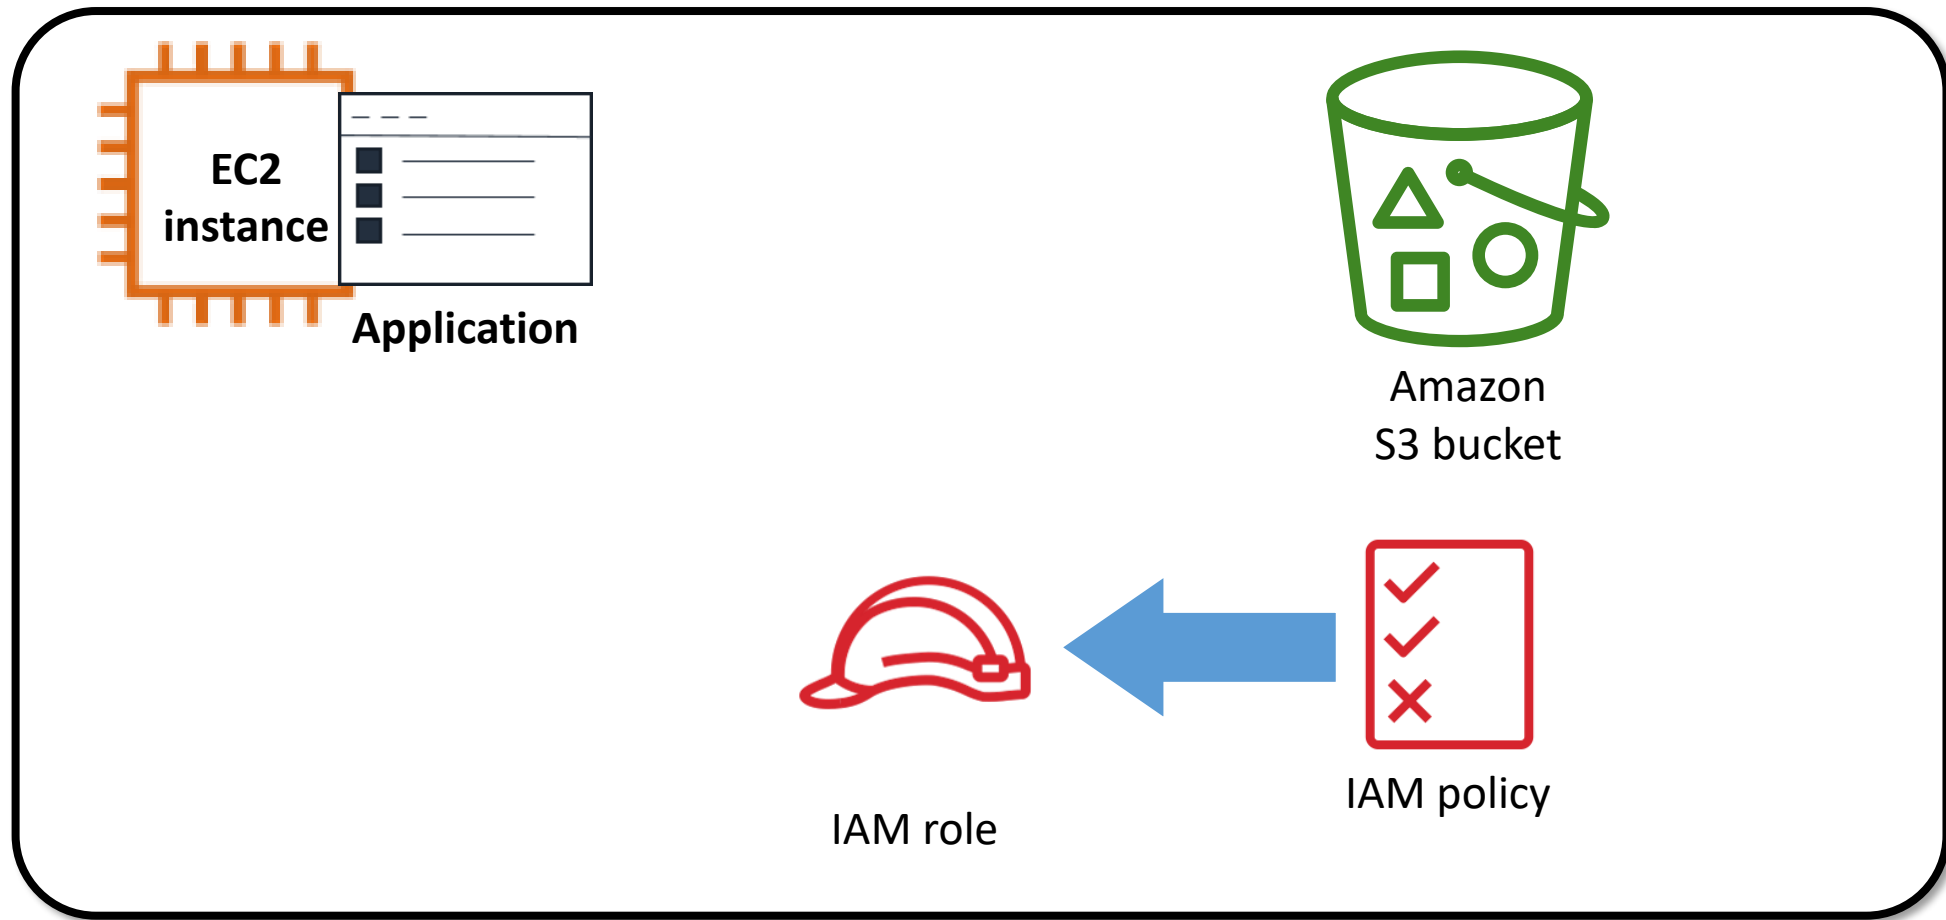 EC2
instance
Application
Amazon
S3 bucket
IAM role
IAM policy